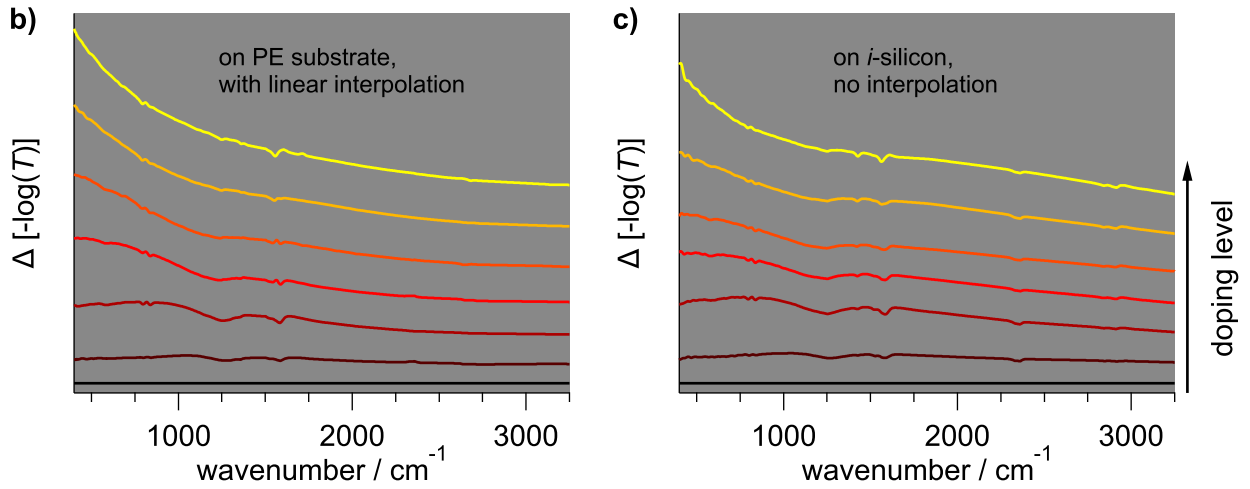 b)
on PE substrate,
with linear interpolation
Δ [-log(T)]
1000 2000 3000
wavenumber / cm-1
c)
on i-silicon,
no interpolation
Δ [-log(T)]
1000 2000 3000
wavenumber / cm-1
doping level